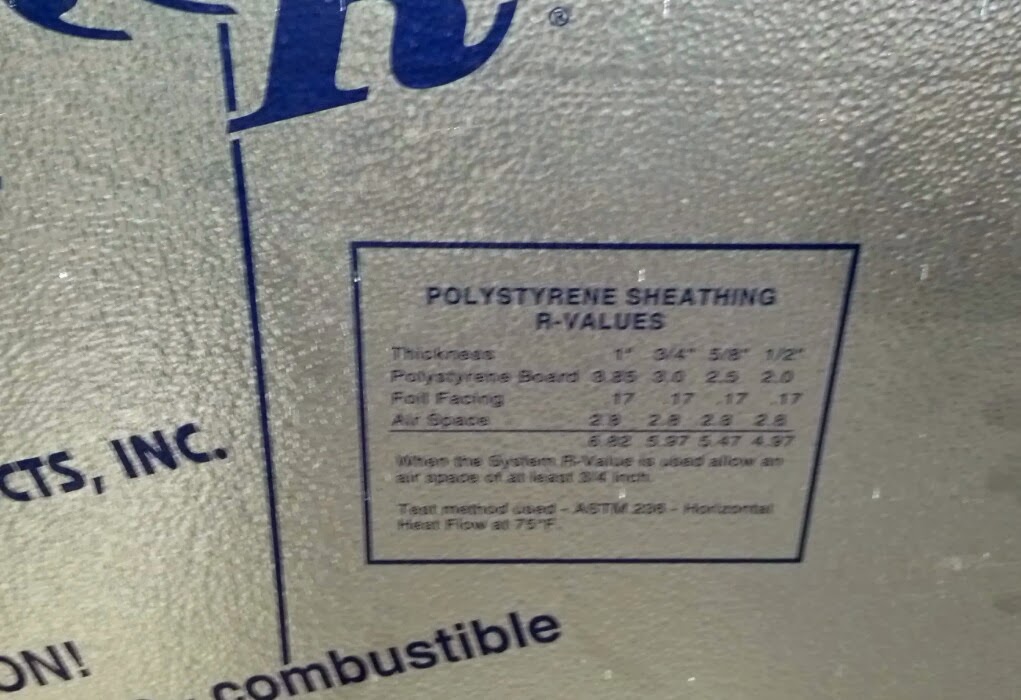 R®
CTS, INC.
POLYSTYRENE SHEATHING
R-VALUES
Thickness 1" 3/4" 5/8" 1/2"
Polystyrene Board 3.85 3.0 2.5 2.0
Foil Facing .17 .17 .17 .17
Air Space 2.8 2.8 2.8 2.8
6.82 5.97 5.47 4.97
When the System R-Value is used allow an
air space of at least 3/4 inch.
Test method used - ASTM 236 - Horizontal
Heat Flow at 75°F.
ON!
combustible